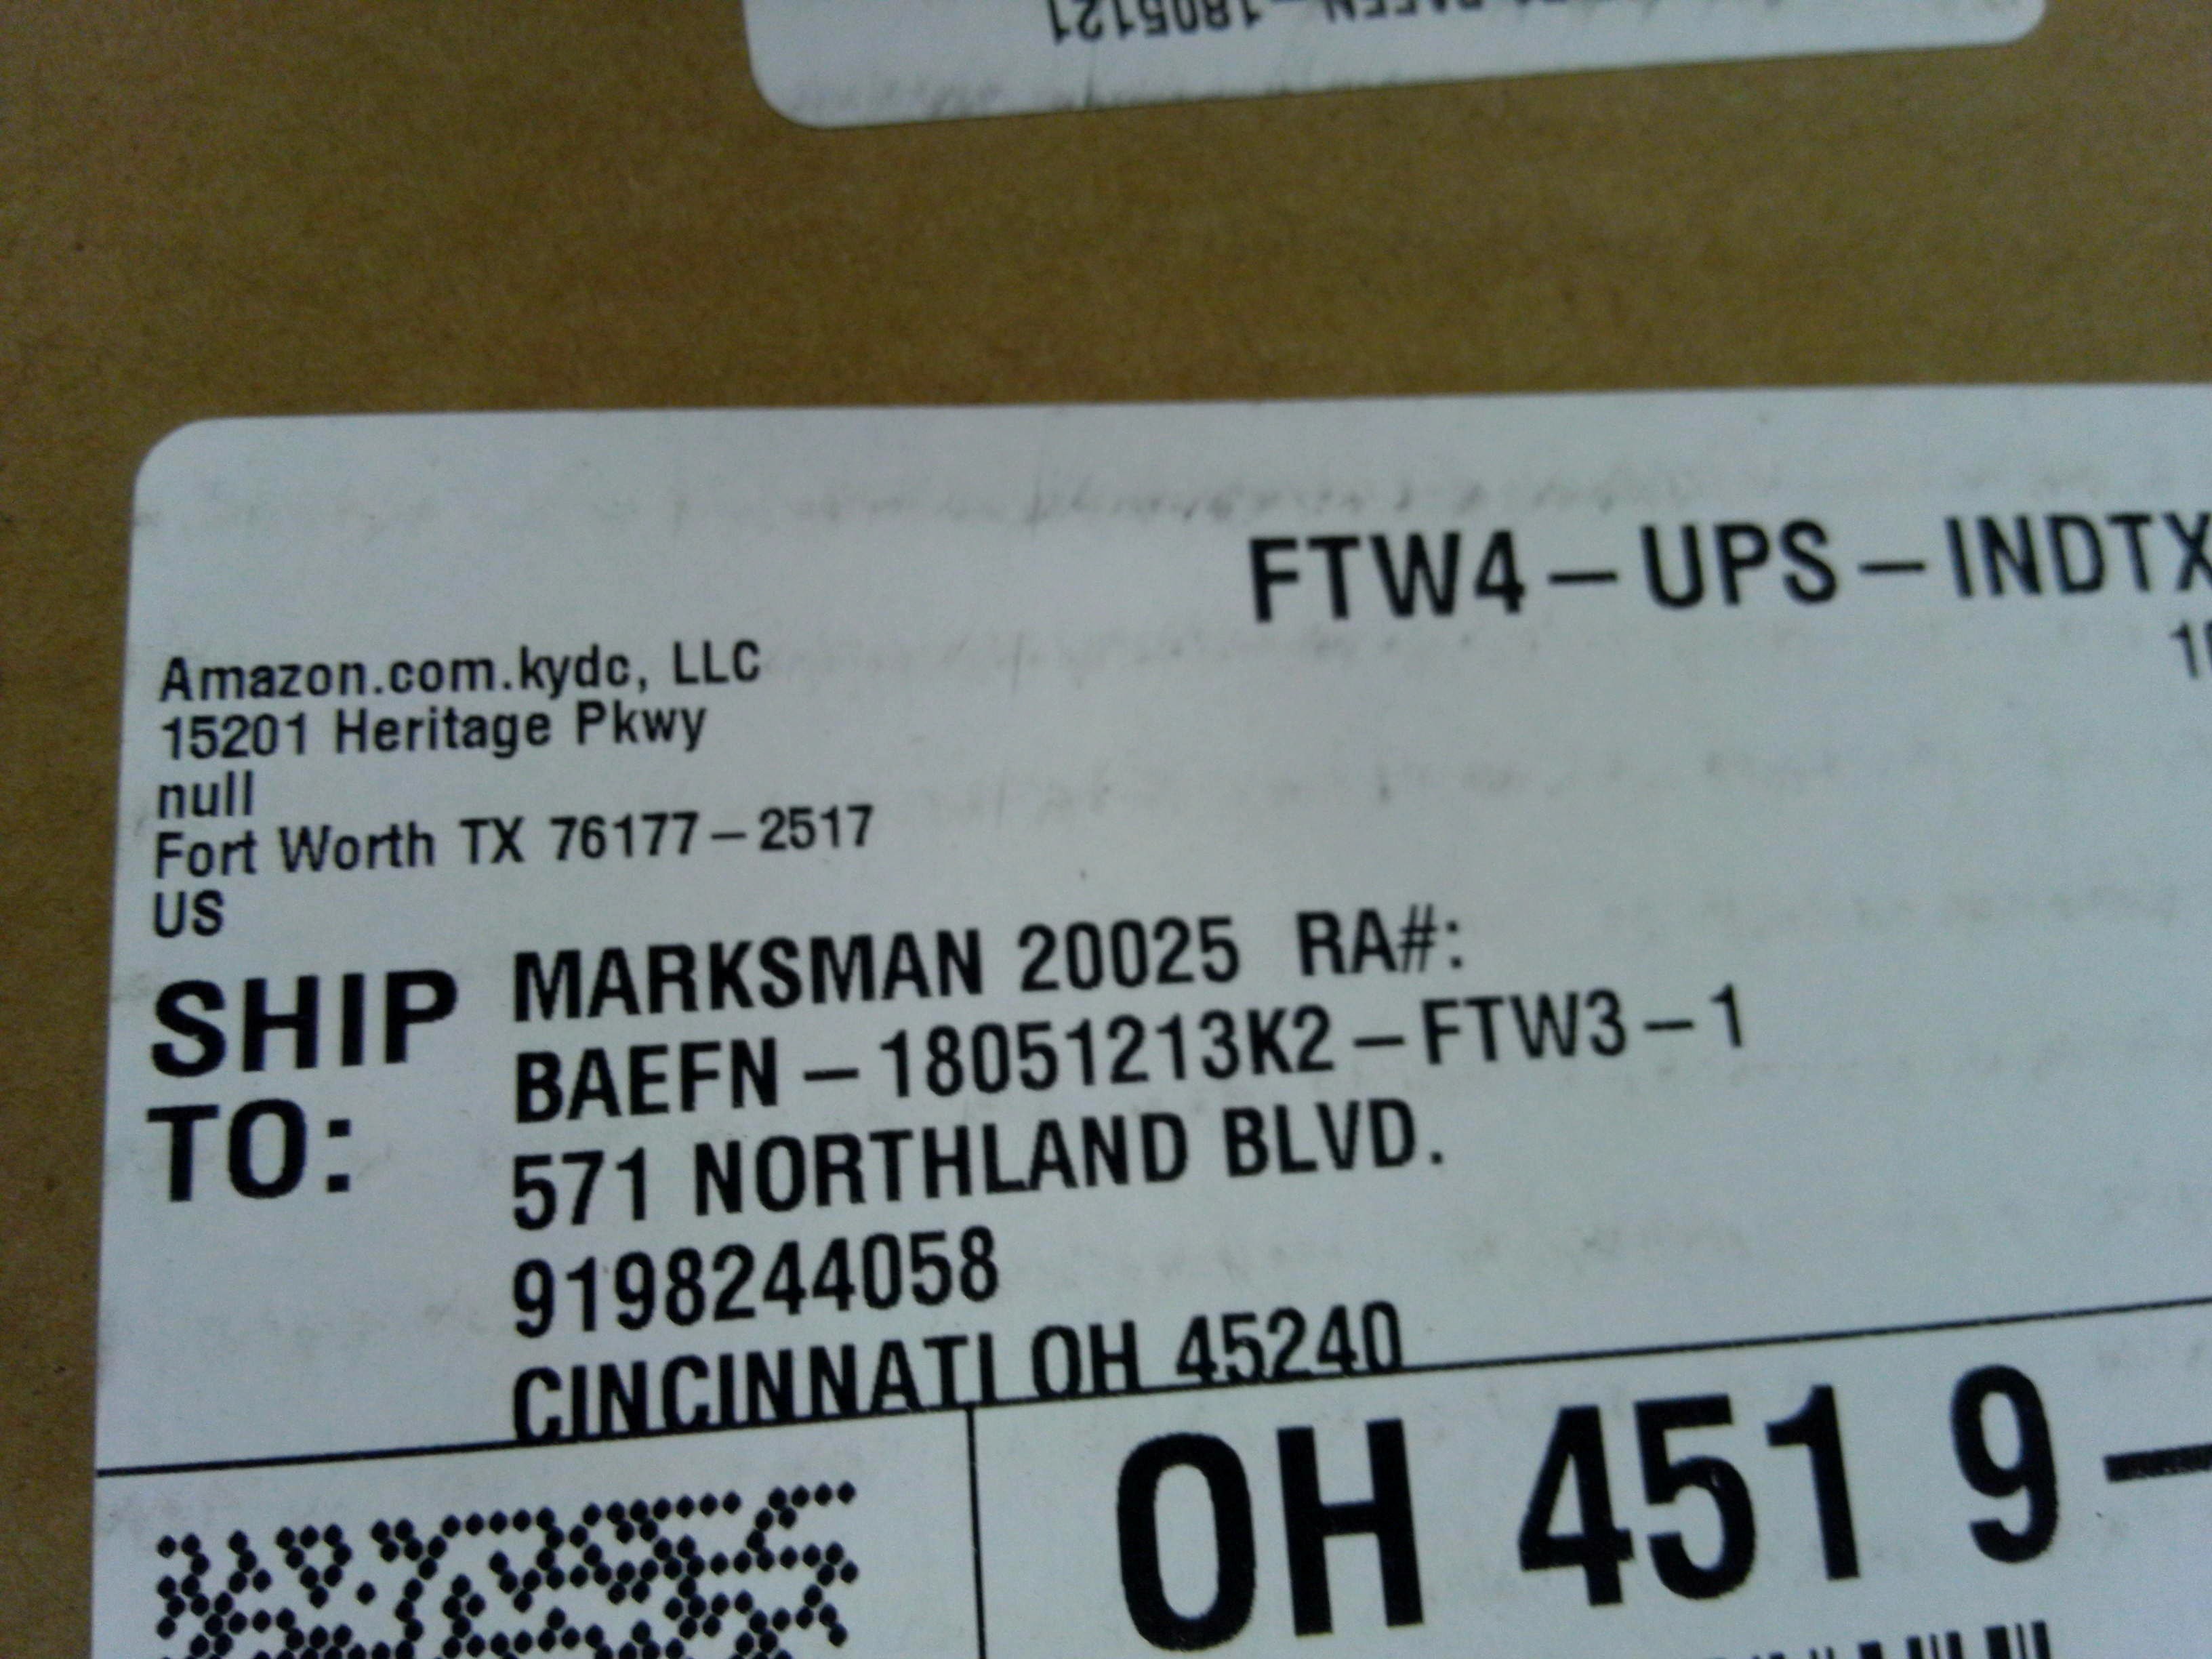 1805121
FTW4-UPS-INDTX
Amazon.com.kydc, LLC
15201 Heritage Pkwy
null
Fort Worth TX 76177-2517
US
SHIP TO:
MARKSMAN 20025 RA#:
BAEFN-18051213K2-FTW3-1
571 NORTHLAND BLVD.
9198244058
CINCINNATI OH 45240
OH 451 9-